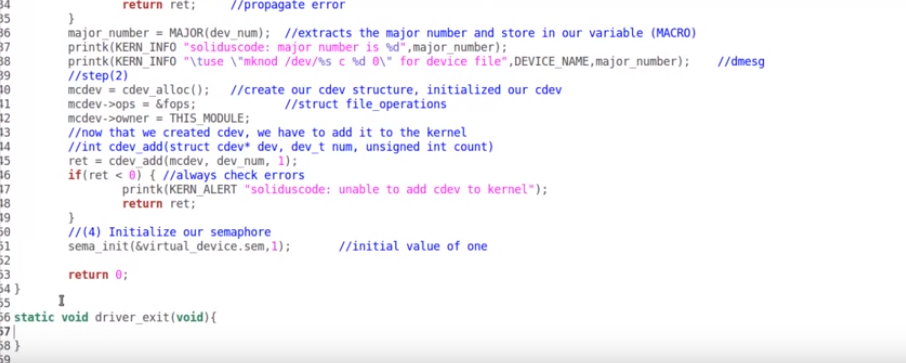 34 return ret; //propagate error
35 }
36 major_number = MAJOR(dev_num); //extracts the major number and store in our variable (MACRO)
37 printk(KERN_INFO "soliduscode: major number is %d",major_number);
38 printk(KERN_INFO "\tuse \"mknod /dev/%s c %d 0\" for device file",DEVICE_NAME,major_number); //dmesg
39 //step(2)
40 mcdev = cdev_alloc(); //create our cdev structure, initialized our cdev
41 mcdev->ops = &fops; //struct file_operations
42 mcdev->owner = THIS_MODULE;
43 //now that we created cdev, we have to add it to the kernel
44 //int cdev_add(struct cdev* dev, dev_t num, unsigned int count)
45 ret = cdev_add(mcdev, dev_num, 1);
46 if(ret < 0) { //always check errors
47 printk(KERN_ALERT "soliduscode: unable to add cdev to kernel");
48 return ret;
49 }
50 //(4) Initialize our semaphore
51 sema_init(&virtual_device.sem,1); //initial value of one
52
53 return 0;
54 }
55
56 static void driver_exit(void){
57
58 }
59